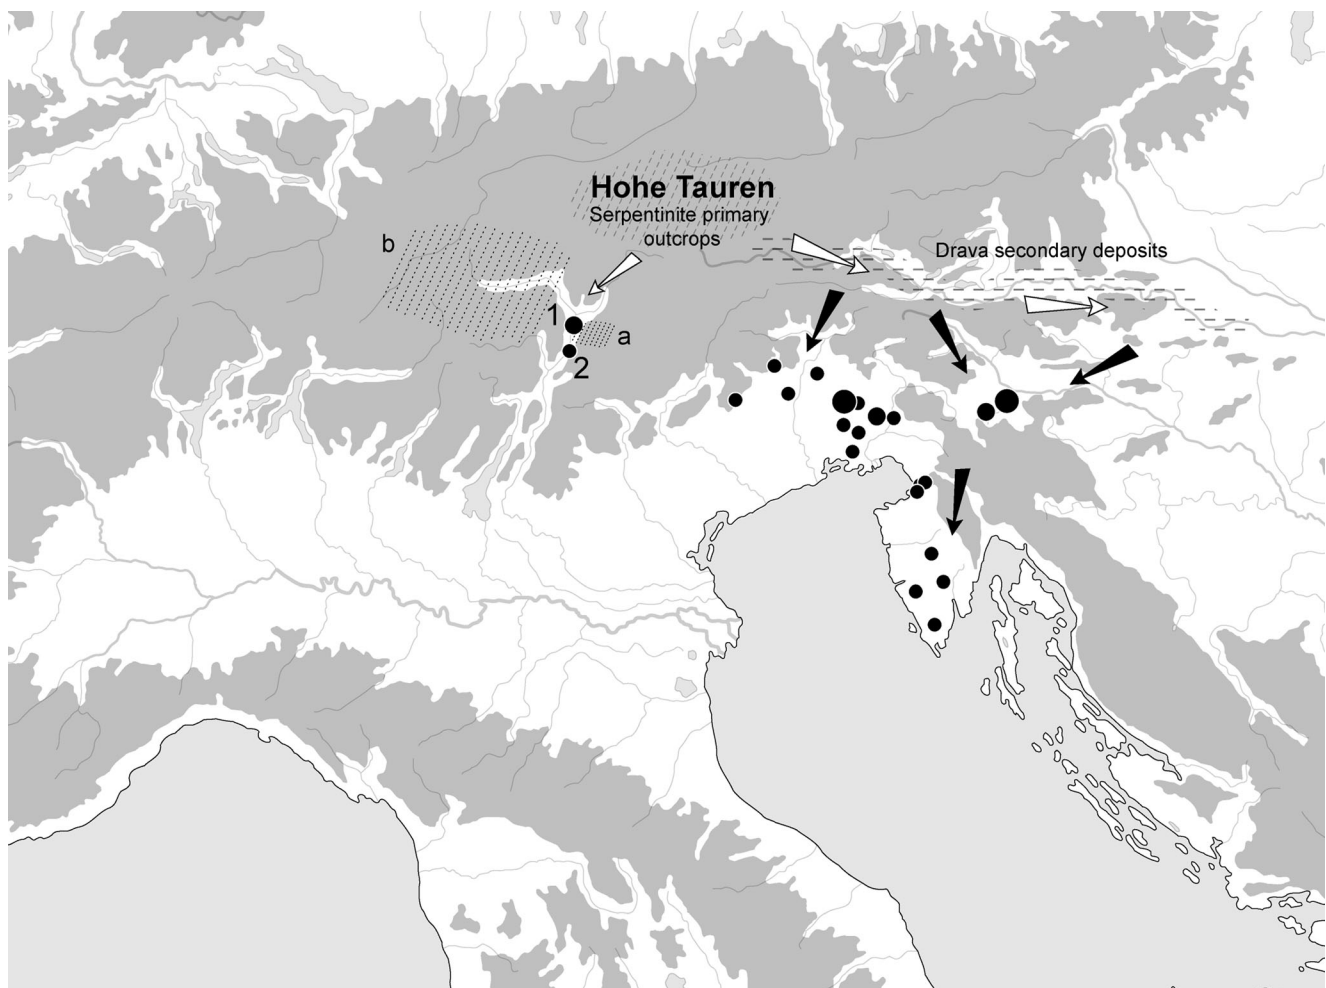 Hohe Tauren
Serpentinite primary
outcrops
b
Drava secondary deposits
1
a
2